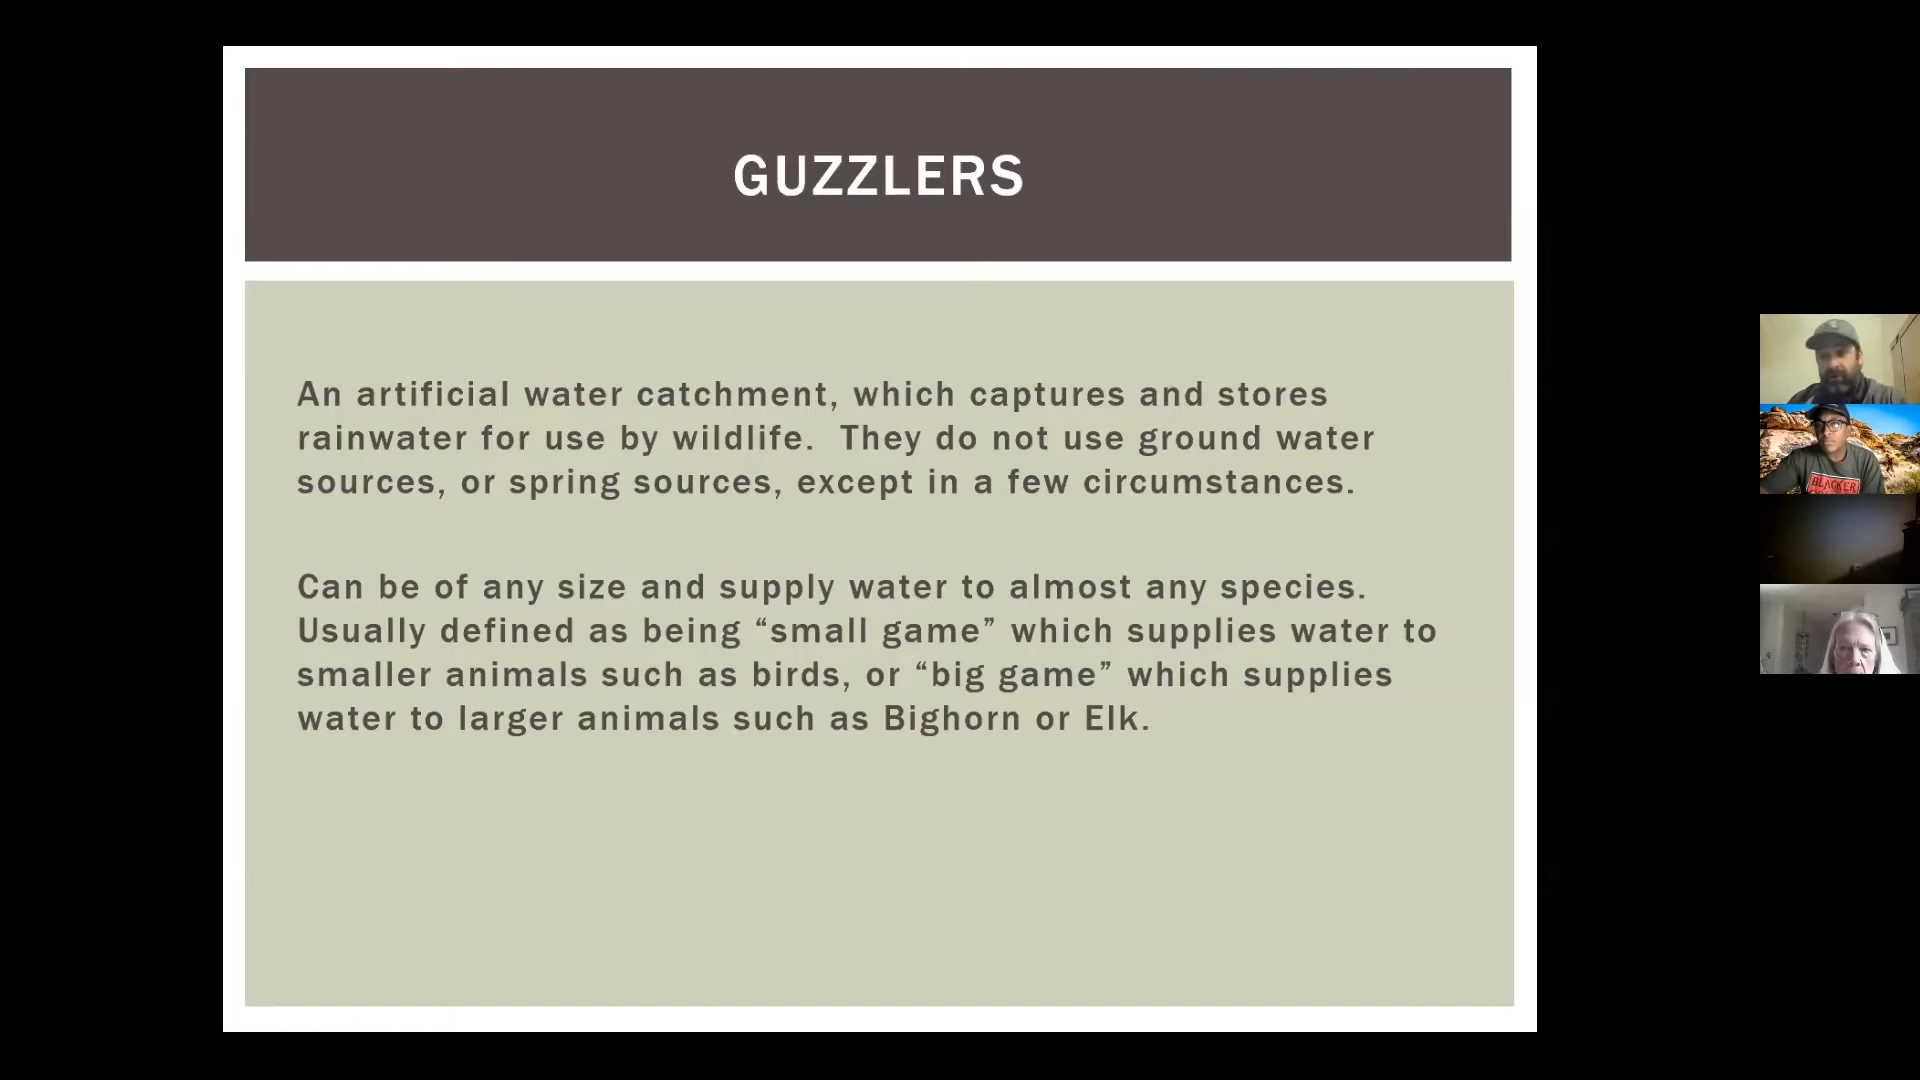 GUZZLERS
An artificial water catchment, which captures and stores
rainwater for use by wildlife.  They do not use ground water
sources, or spring sources, except in a few circumstances.
Can be of any size and supply water to almost any species.
Usually defined as being “small game” which supplies water to
smaller animals such as birds, or “big game” which supplies
water to larger animals such as Bighorn or Elk.
BLACKER